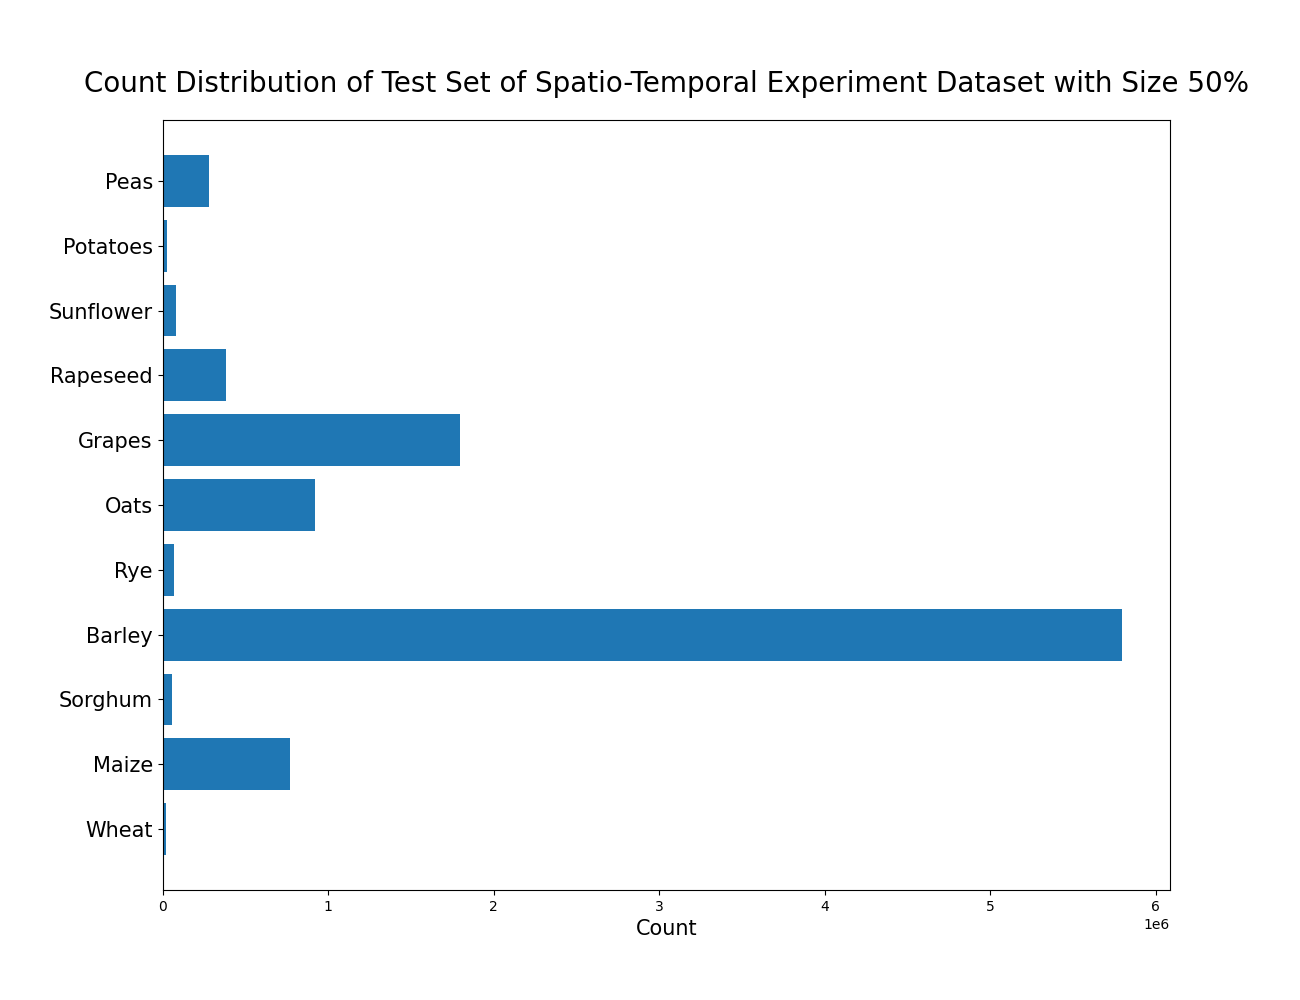 Count Distribution of Test Set of Spatio-Temporal Experiment Dataset with Size 50%
Peas
Potatoes
Sunflower
Rapeseed
Grapes
Oats
Rye
Barley
Sorghum
Maize
Wheat
0 1 2 3 4 5 6
1e6
Count